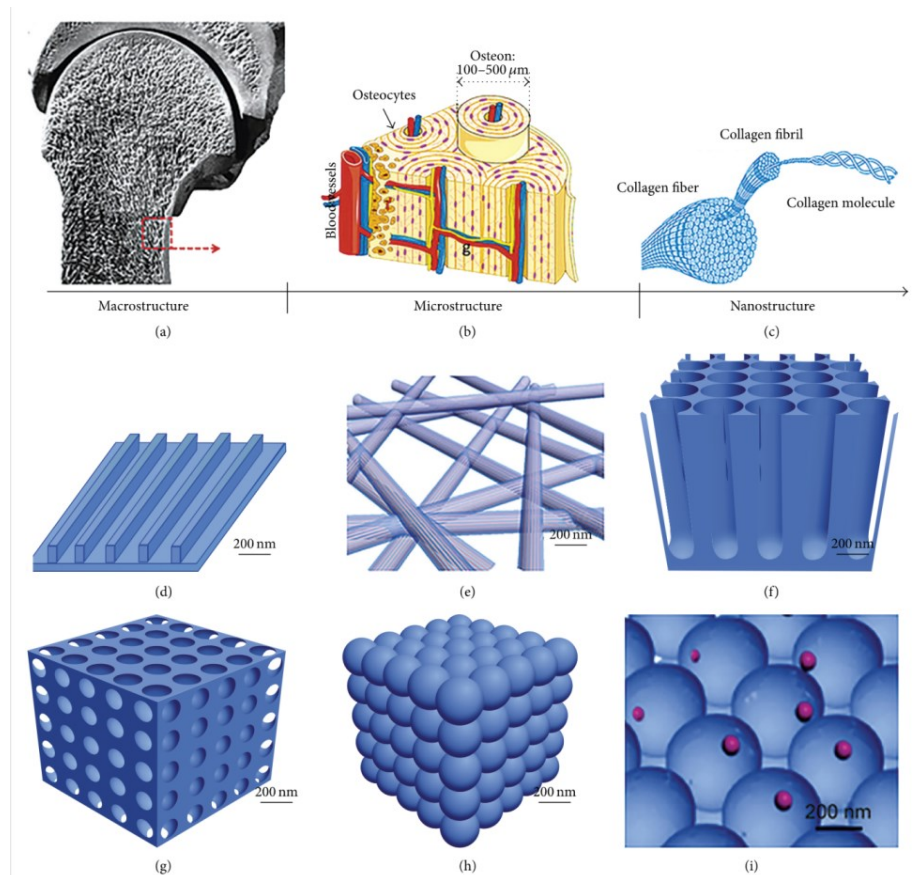 Osteon:
100–500 μm
Osteocytes
Blood vessels
g
Collagen fiber
Collagen fibril
Collagen molecule
Macrostructure
Microstructure
Nanostructure
(a)
(b)
(c)
200 nm
200 nm
200 nm
(d)
(e)
(f)
200 nm
200 nm
200 nm
(g)
(h)
(i)